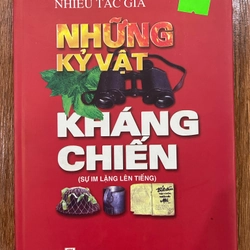 NHIỀU TÁC GIẢ
NHỮNG
KỶ VẬT
KHÁNG
CHIẾN
(SỰ IM LẶNG LÊN TIẾNG)